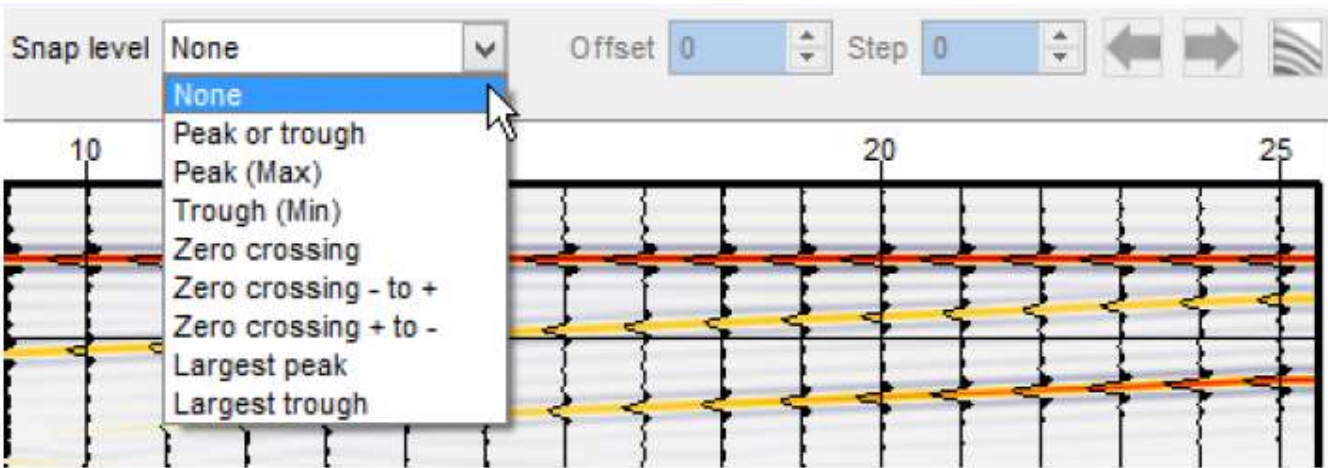 Snap level None Offset 0 Step 0
None
Peak or trough
10 20 25
Peak (Max)
Trough (Min)
Zero crossing
Zero crossing - to +
Zero crossing + to -
Largest peak
Largest trough